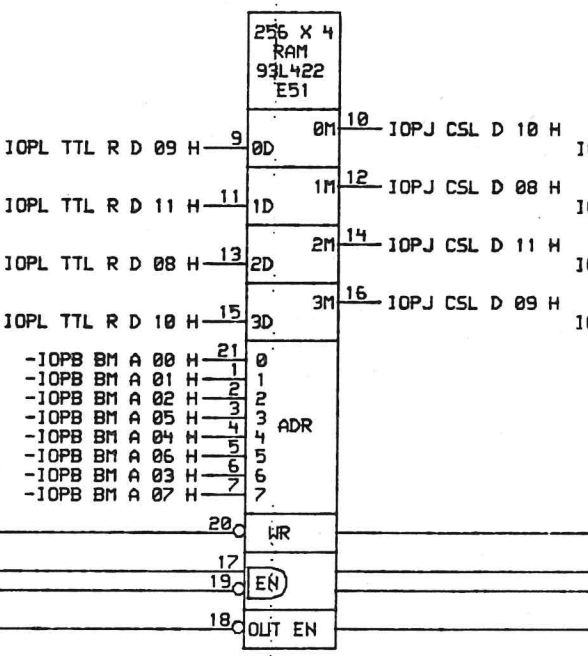 256 X 4
RAM
93L422
E51
0M 10 IOPJ CSL D 10 H
IOPL TTL R D 09 H 9 0D
1M 12 IOPJ CSL D 08 H
IOPL TTL R D 11 H 11 1D
2M 14 IOPJ CSL D 11 H
IOPL TTL R D 08 H 13 2D
3M 16 IOPJ CSL D 09 H
IOPL TTL R D 10 H 15 3D
-IOPB BM A 00 H 21 0
-IOPB BM A 01 H 1 1
-IOPB BM A 02 H 2 2
-IOPB BM A 05 H 3 3 ADR
-IOPB BM A 04 H 4 4
-IOPB BM A 06 H 5 5
-IOPB BM A 03 H 6 6
-IOPB BM A 07 H 7 7
20 WR
17
19 EN
18 OUT EN